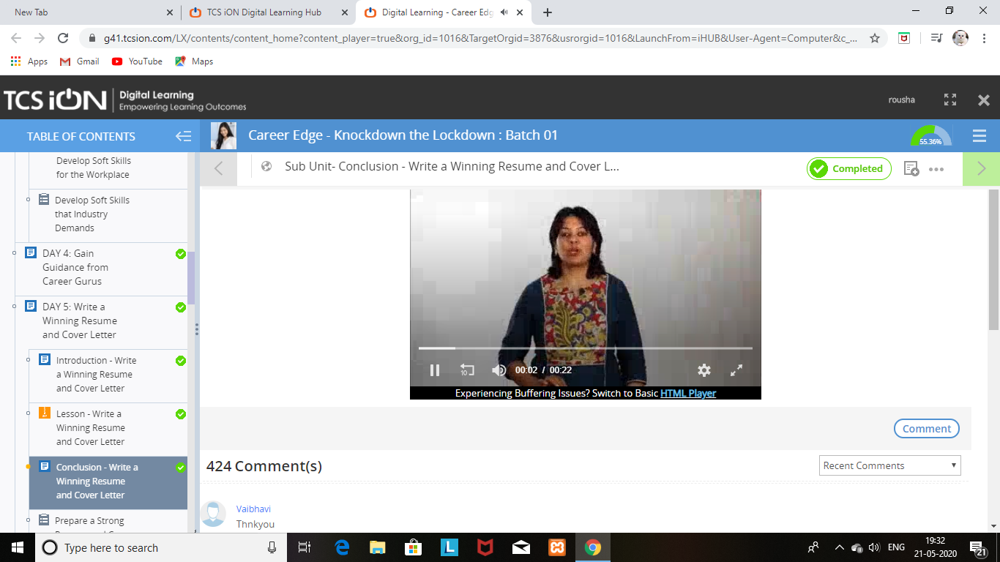 New Tab
TCS iON Digital Learning Hub
Digital Learning - Career Edg
g41.tcsion.com/LX/contents/content_home?content_player=true&org_id=1016&TargetOrgid=3876&usrorgid=1016&LaunchFrom=iHUB&User-Agent=Computer&c_...
Apps
Gmail
YouTube
Maps
TCS iON
Digital Learning
Empowering Learning Outcomes
rousha
TABLE OF CONTENTS
Career Edge - Knockdown the Lockdown : Batch 01
55.36%
Develop Soft Skills
for the Workplace
Develop Soft Skills
that Industry
Demands
DAY 4: Gain
Guidance from
Career Gurus
DAY 5: Write a
Winning Resume
and Cover Letter
Introduction - Write
a Winning Resume
and Cover Letter
Lesson - Write a
Winning Resume
and Cover Letter
Conclusion - Write a
Winning Resume
and Cover Letter
Prepare a Strong
Sub Unit- Conclusion - Write a Winning Resume and Cover L...
Completed
10
00:02 / 00:22
Experiencing Buffering Issues? Switch to Basic HTML Player
Comment
424 Comment(s)
Recent Comments
Vaibhavi
Thnkyou
Type here to search
L
ENG
19:32
21-05-2020
21